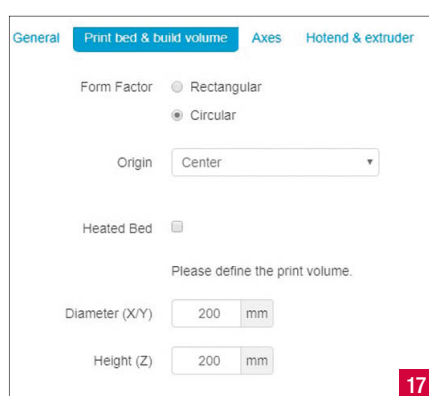 General Print bed & build volume Axes Hotend & extruder
Form Factor Rectangular
Circular
Origin Center
Heated Bed
Please define the print volume.
Diameter (X/Y) 200 mm
Height (Z) 200 mm
17